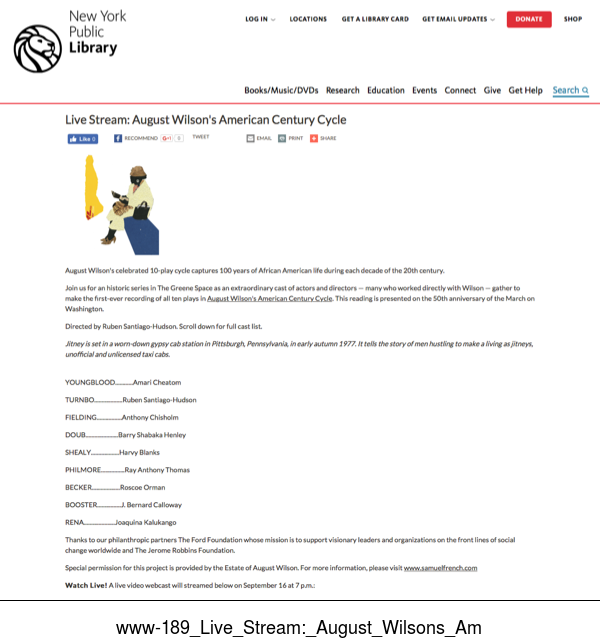 New York
Public
Library
LOG IN
LOCATIONS
GET A LIBRARY CARD
GET EMAIL UPDATES
DONATE
SHOP
Books/Music/DVDs Research Education Events Connect Give Get Help Search
Live Stream: August Wilson's American Century Cycle
Like 0
RECOMMEND
G+1 0
TWEET
EMAIL
PRINT
SHARE
August Wilson's celebrated 10-play cycle captures 100 years of African American life during each decade of the 20th century.
Join us for an historic series in The Greene Space as an extraordinary cast of actors and directors — many who worked directly with Wilson — gather to
make the first-ever recording of all ten plays in August Wilson's American Century Cycle. This reading is presented on the 50th anniversary of the March on
Washington.
Directed by Ruben Santiago-Hudson. Scroll down for full cast list.
Jitney is set in a worn-down gypsy cab station in Pittsburgh, Pennsylvania, in early autumn 1977. It tells the story of men hustling to make a living as jitneys,
unofficial and unlicensed taxi cabs.
YOUNGBLOOD..........Amari Cheatom
TURNBO...............Ruben Santiago-Hudson
FIELDING..............Anthony Chisholm
DOUB.................Barry Shabaka Henley
SHEALY...............Harvy Blanks
PHILMORE.............Ray Anthony Thomas
BECKER...............Roscoe Orman
BOOSTER.............J. Bernard Calloway
RENA.................Joaquina Kalukango
Thanks to our philanthropic partners The Ford Foundation whose mission is to support visionary leaders and organizations on the front lines of social
change worldwide and The Jerome Robbins Foundation.
Special permission for this project is provided by the Estate of August Wilson. For more information, please visit www.samuelfrench.com
Watch Live! A live video webcast will streamed below on September 16 at 7 p.m.:
www-189_Live_Stream:_August_Wilsons_Am